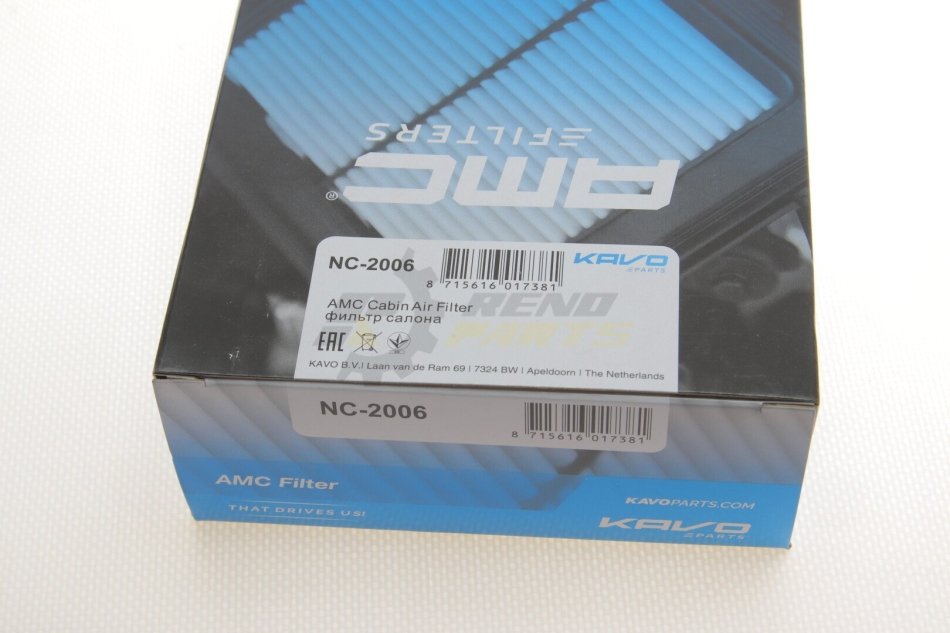 FILTERS
AMC®
NC-2006
8 715616 017381
KAVO
PARTS
AMC Cabin Air Filter
фильтр салона
RENO
PARTS
EAC
KAVO B.V. | Laan van de Ram 69 | 7324 BW | Apeldoorn | The Netherlands
NC-2006
8 715616 017381
AMC Filter
THAT DRIVES US!
KAVOPARTS.COM
KAVO
PARTS